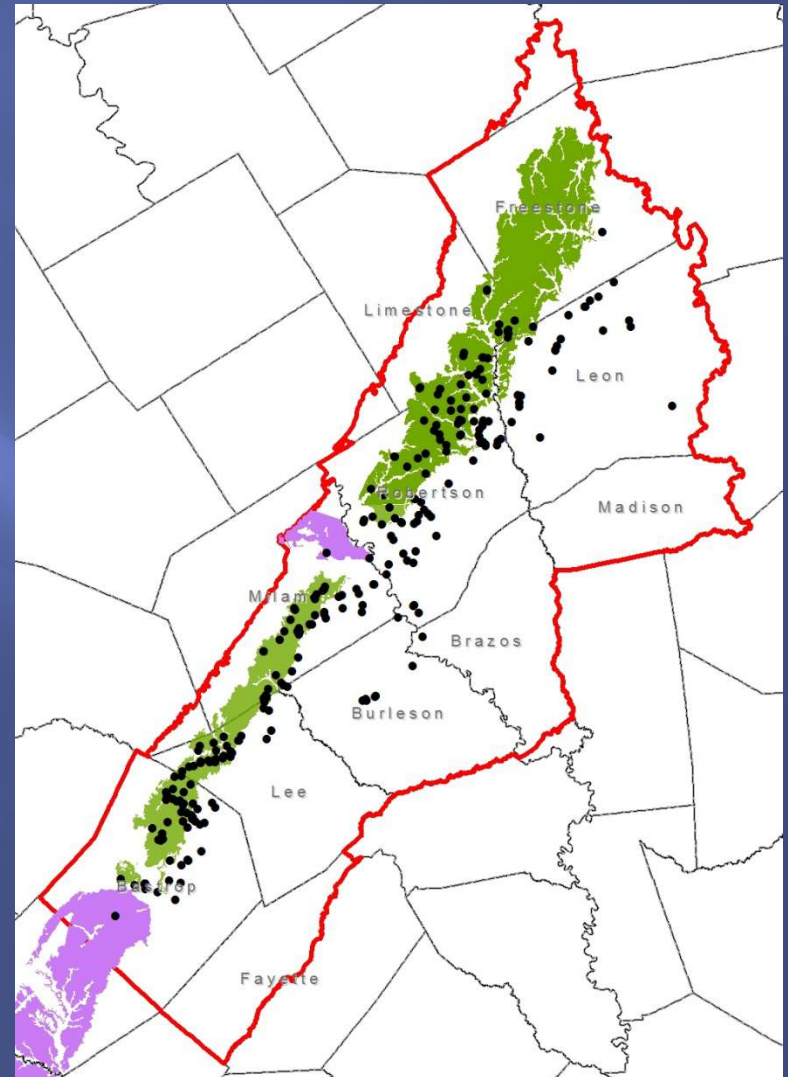 Freestone
Limestone
Leon
Robertson
Madison
Milam
Brazos
Burleson
Lee
Bastrop
Fayette